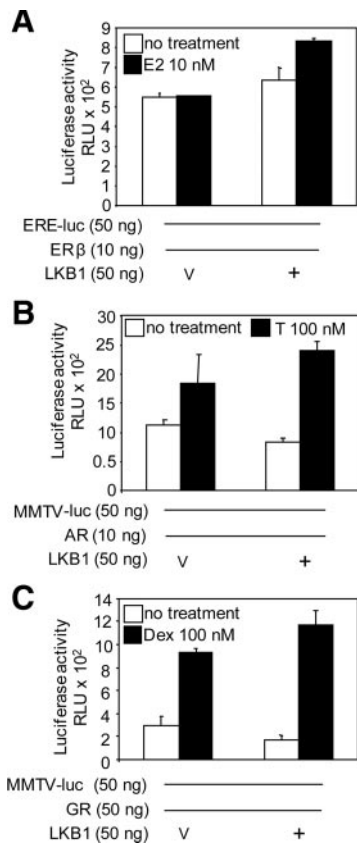 A
Luciferase activity
RLU x 10²
9
8
7
6
5
4
3
2
1
0
no treatment
E2 10 nM
ERE-luc (50 ng)
ERβ (10 ng)
LKB1 (50 ng) V +
B
Luciferase activity
RLU x 10²
25
20
15
10
0.5
0
no treatment T 100 nM
MMTV-luc (50 ng)
AR (10 ng)
LKB1 (50 ng) V +
C
Luciferase activity
RLU x 10²
14
12
10
8
6
4
2
0
no treatment
Dex 100 nM
MMTV-luc (50 ng)
GR (50 ng)
LKB1 (50 ng) V +